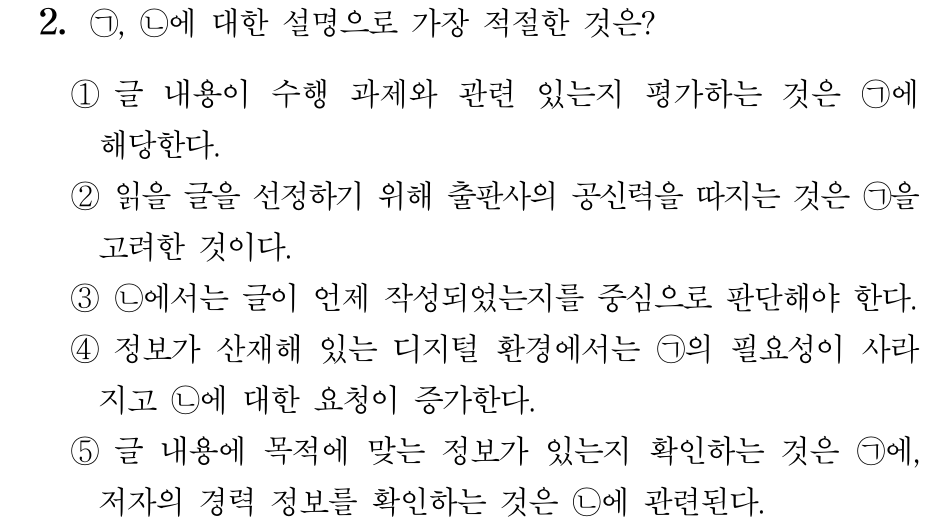 2. ㉠, ㉡에 대한 설명으로 가장 적절한 것은?
① 글 내용이 수행 과제와 관련 있는지 평가하는 것은 ㉠에
해당한다.
② 읽을 글을 선정하기 위해 출판사의 공신력을 따지는 것은 ㉠을
고려한 것이다.
③ ㉡에서는 글이 언제 작성되었는지를 중심으로 판단해야 한다.
④ 정보가 산재해 있는 디지털 환경에서는 ㉠의 필요성이 사라
지고 ㉡에 대한 요청이 증가한다.
⑤ 글 내용에 목적에 맞는 정보가 있는지 확인하는 것은 ㉠에,
저자의 경력 정보를 확인하는 것은 ㉡에 관련된다.